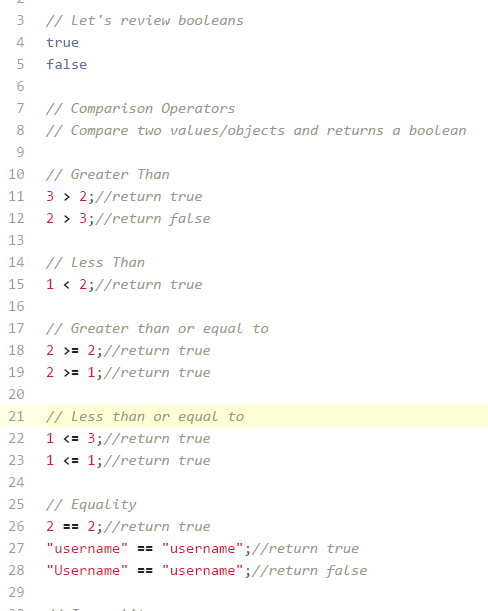 3 // Let's review booleans
4 true
5 false
6
7 // Comparison Operators
8 // Compare two values/objects and returns a boolean
9
10 // Greater Than
11 3 > 2;//return true
12 2 > 3;//return false
13
14 // Less Than
15 1 < 2;//return true
16
17 // Greater than or equal to
18 2 >= 2;//return true
19 2 >= 1;//return true
20
21 // Less than or equal to
22 1 <= 3;//return true
23 1 <= 1;//return true
24
25 // Equality
26 2 == 2;//return true
27 "username" == "username";//return true
28 "Username" == "username";//return false
29